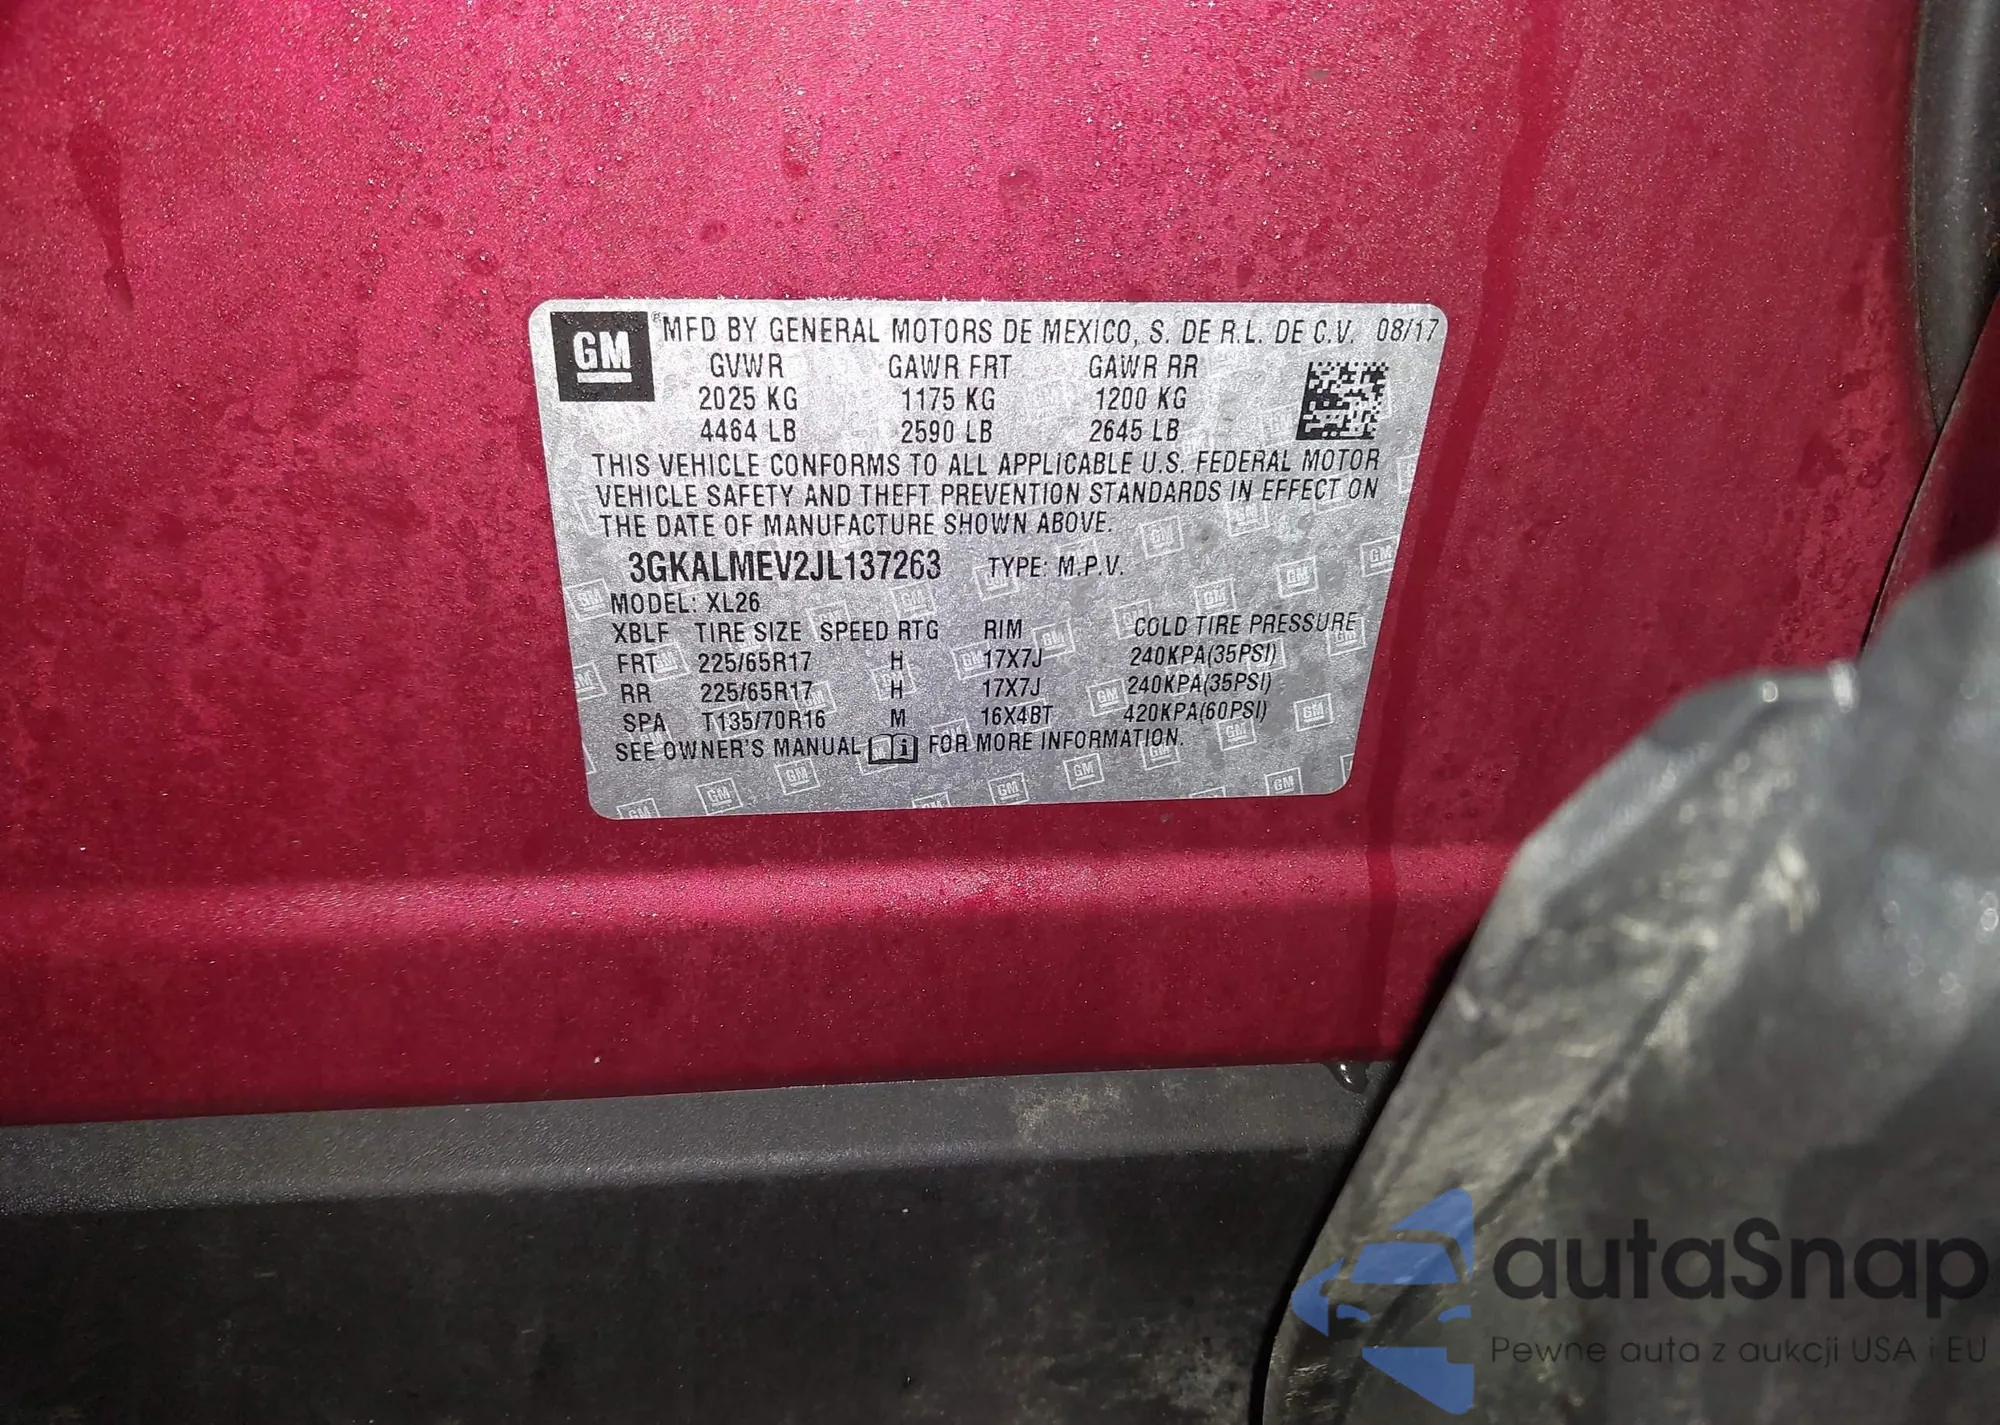 GM ® MFD BY GENERAL MOTORS DE MEXICO, S. DE R.L. DE C.V. 08/17
GVWR GAWR FRT GAWR RR
2025 KG 1175 KG 1200 KG
4464 LB 2590 LB 2645 LB
THIS VEHICLE CONFORMS TO ALL APPLICABLE U.S. FEDERAL MOTOR
VEHICLE SAFETY AND THEFT PREVENTION STANDARDS IN EFFECT ON
THE DATE OF MANUFACTURE SHOWN ABOVE.
3GKALMEV2JL137263 TYPE: M.P.V.
MODEL: XL26
XBLF TIRE SIZE SPEED RTG RIM COLD TIRE PRESSURE
FRT 225/65R17 H 17X7J 240KPA(35PSI)
RR 225/65R17 H 17X7J 240KPA(35PSI)
SPA T135/70R16 M 16X4BT 420KPA(60PSI)
SEE OWNER'S MANUAL i FOR MORE INFORMATION.
autaSnap
Pewne auta z aukcji USA i EU